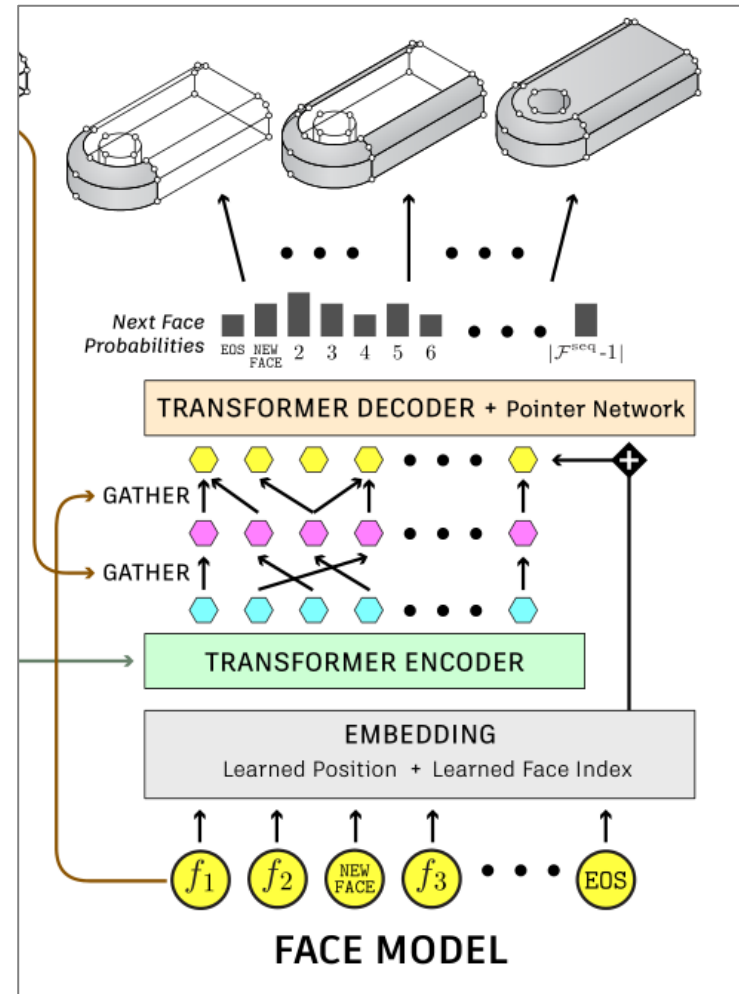 Next Face
Probabilities
EOS NEW FACE 2 3 4 5 6 |𝓕^seq -1|
TRANSFORMER DECODER + Pointer Network
GATHER
GATHER
TRANSFORMER ENCODER
EMBEDDING
Learned Position + Learned Face Index
f1 f2 NEW FACE f3 EOS
FACE MODEL